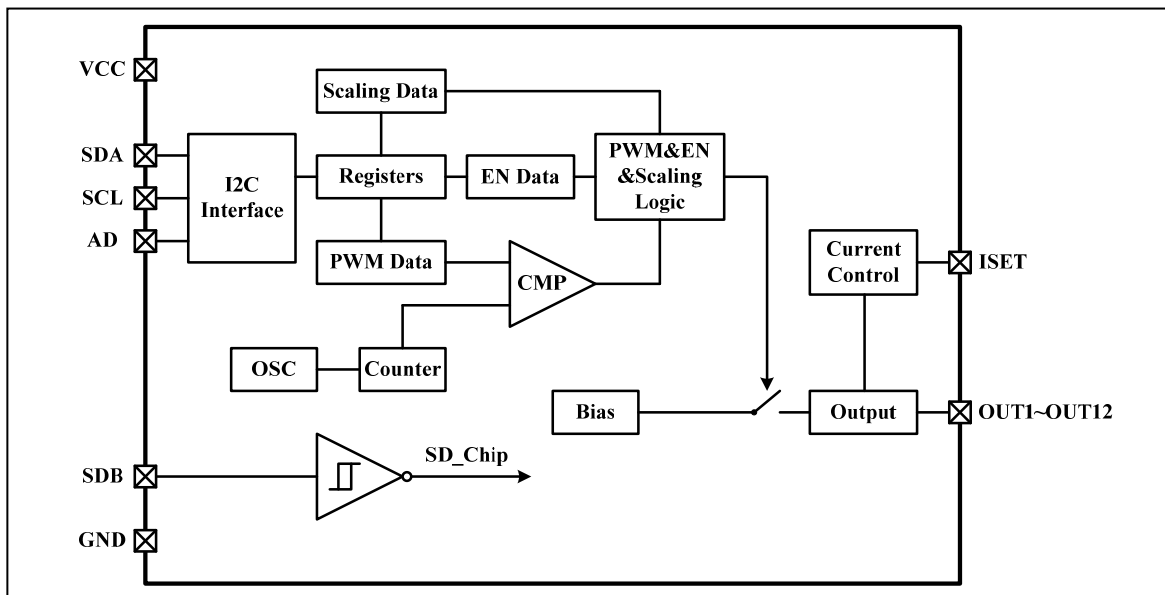 VCC
Scaling Data
SDA
SCL
AD
I2C
Interface
Registers
EN Data
PWM&EN
&Scaling
Logic
PWM Data
CMP
Current
Control
ISET
OSC
Counter
Bias
Output
OUT1~OUT12
SDB
SD_Chip
GND